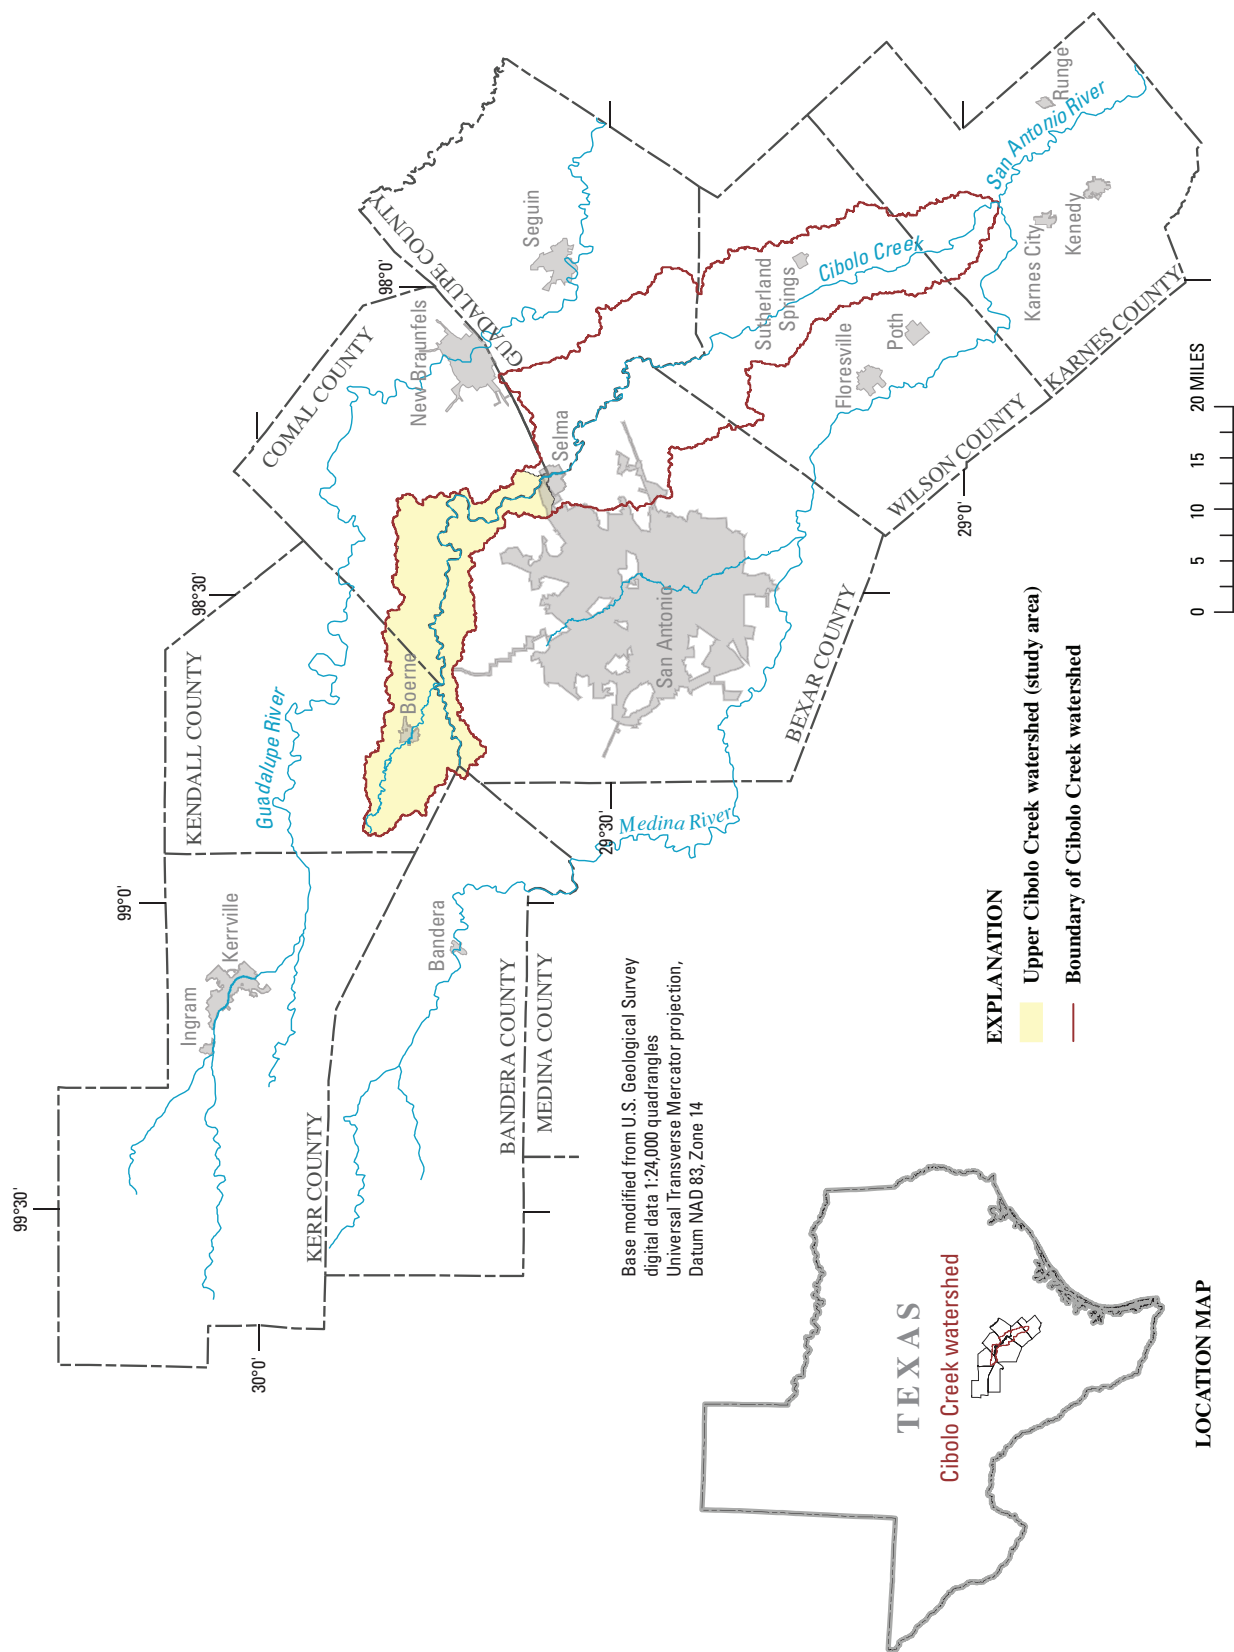 99°30'
99°0'
98°30'
98°0'
30°0'
29°30'
29°0'
KERR COUNTY
KENDALL COUNTY
COMAL COUNTY
GUADALUPE COUNTY
BANDERA COUNTY
MEDINA COUNTY
BEXAR COUNTY
WILSON COUNTY
KARNES COUNTY
Ingram
Kerrville
Guadalupe River
Boerne
New Braunfels
Seguin
Bandera
Medina River
San Antonio
Selma
Sutherland
Springs
Cibolo Creek
Floresville
Poth
Karnes City
Kenedy
San Antonio River
Runge
Base modified from U.S. Geological Survey
digital data 1:24,000 quadrangles
Universal Transverse Mercator projection,
Datum NAD 83, Zone 14
0 5 10 15 20 MILES
EXPLANATION
Upper Cibolo Creek watershed (study area)
Boundary of Cibolo Creek watershed
TEXAS
Cibolo Creek watershed
LOCATION MAP